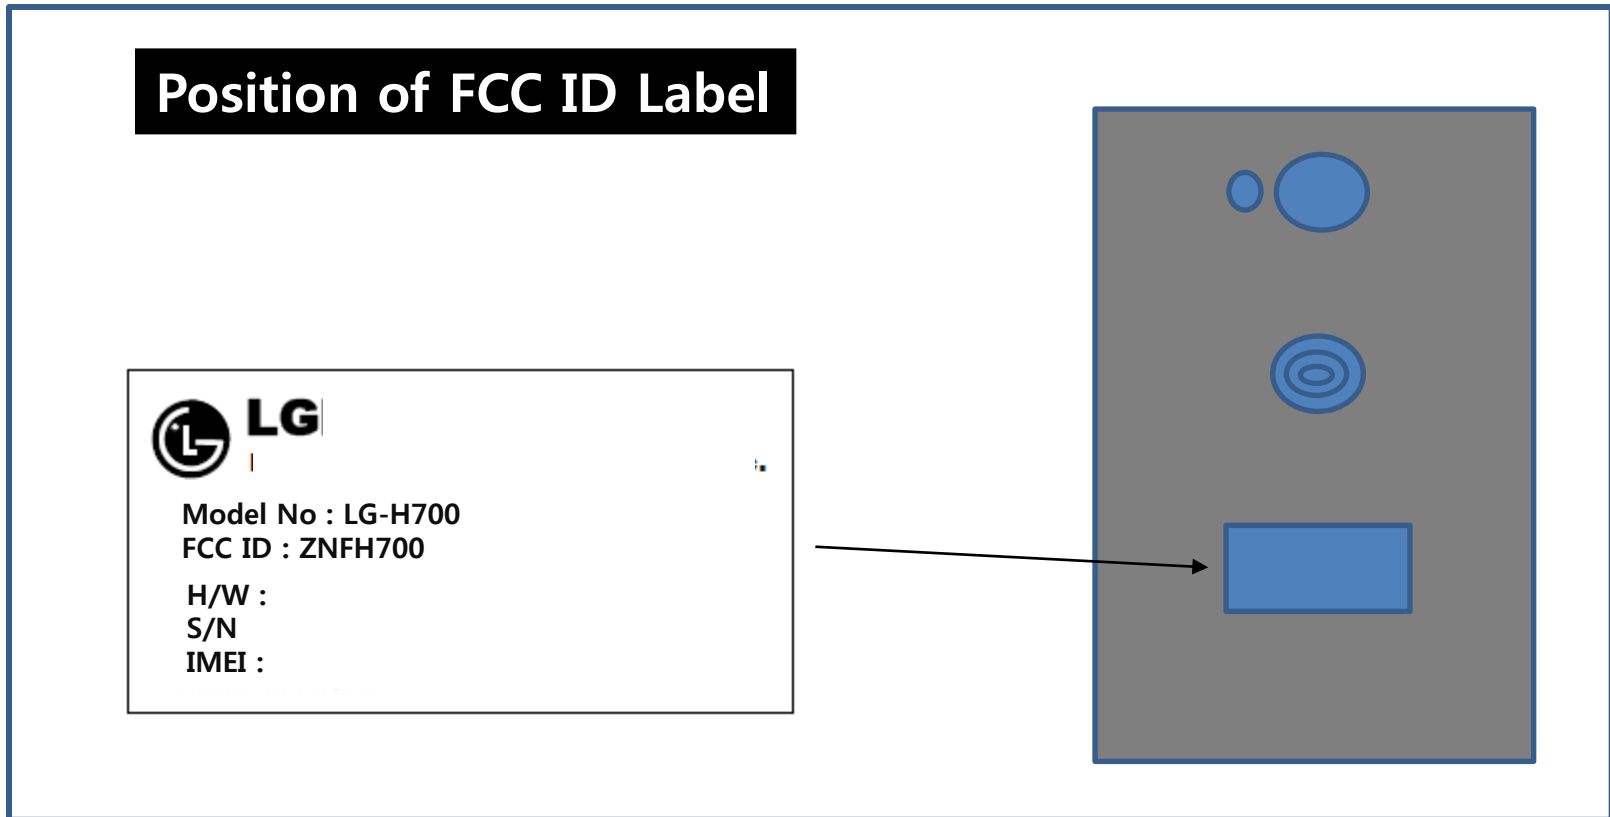 Position of FCC ID Label
LG
Model No : LG-H700
FCC ID : ZNFH700
H/W :
S/N
IMEI :